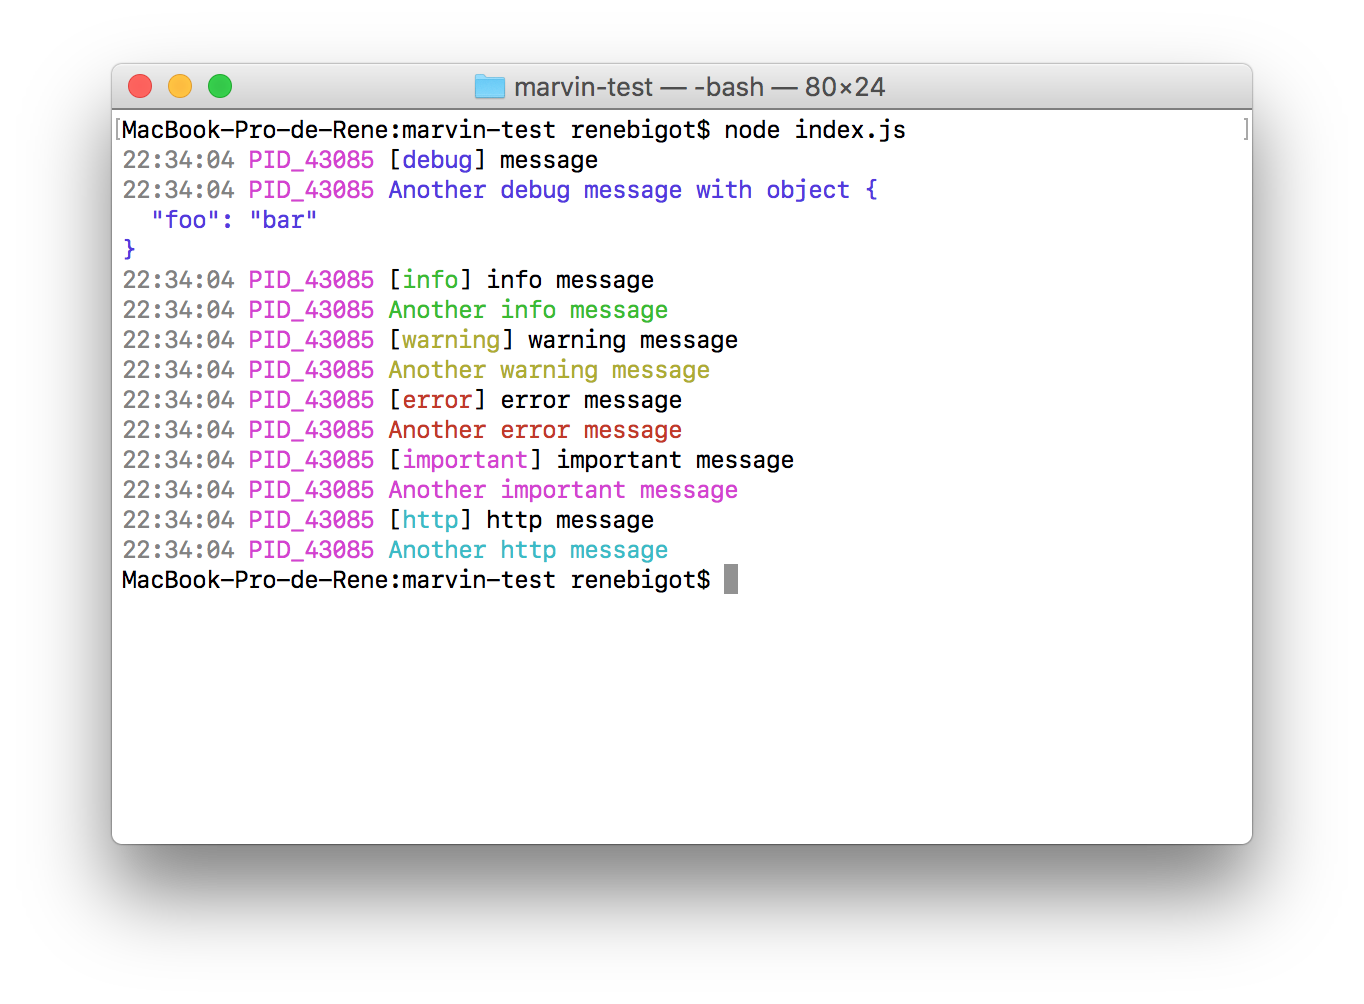 marvin-test — -bash — 80×24
[MacBook-Pro-de-Rene:marvin-test renebigot$ node index.js ]
22:34:04 PID_43085 [debug] message
22:34:04 PID_43085 Another debug message with object {
  "foo": "bar"
}
22:34:04 PID_43085 [info] info message
22:34:04 PID_43085 Another info message
22:34:04 PID_43085 [warning] warning message
22:34:04 PID_43085 Another warning message
22:34:04 PID_43085 [error] error message
22:34:04 PID_43085 Another error message
22:34:04 PID_43085 [important] important message
22:34:04 PID_43085 Another important message
22:34:04 PID_43085 [http] http message
22:34:04 PID_43085 Another http message
MacBook-Pro-de-Rene:marvin-test renebigot$